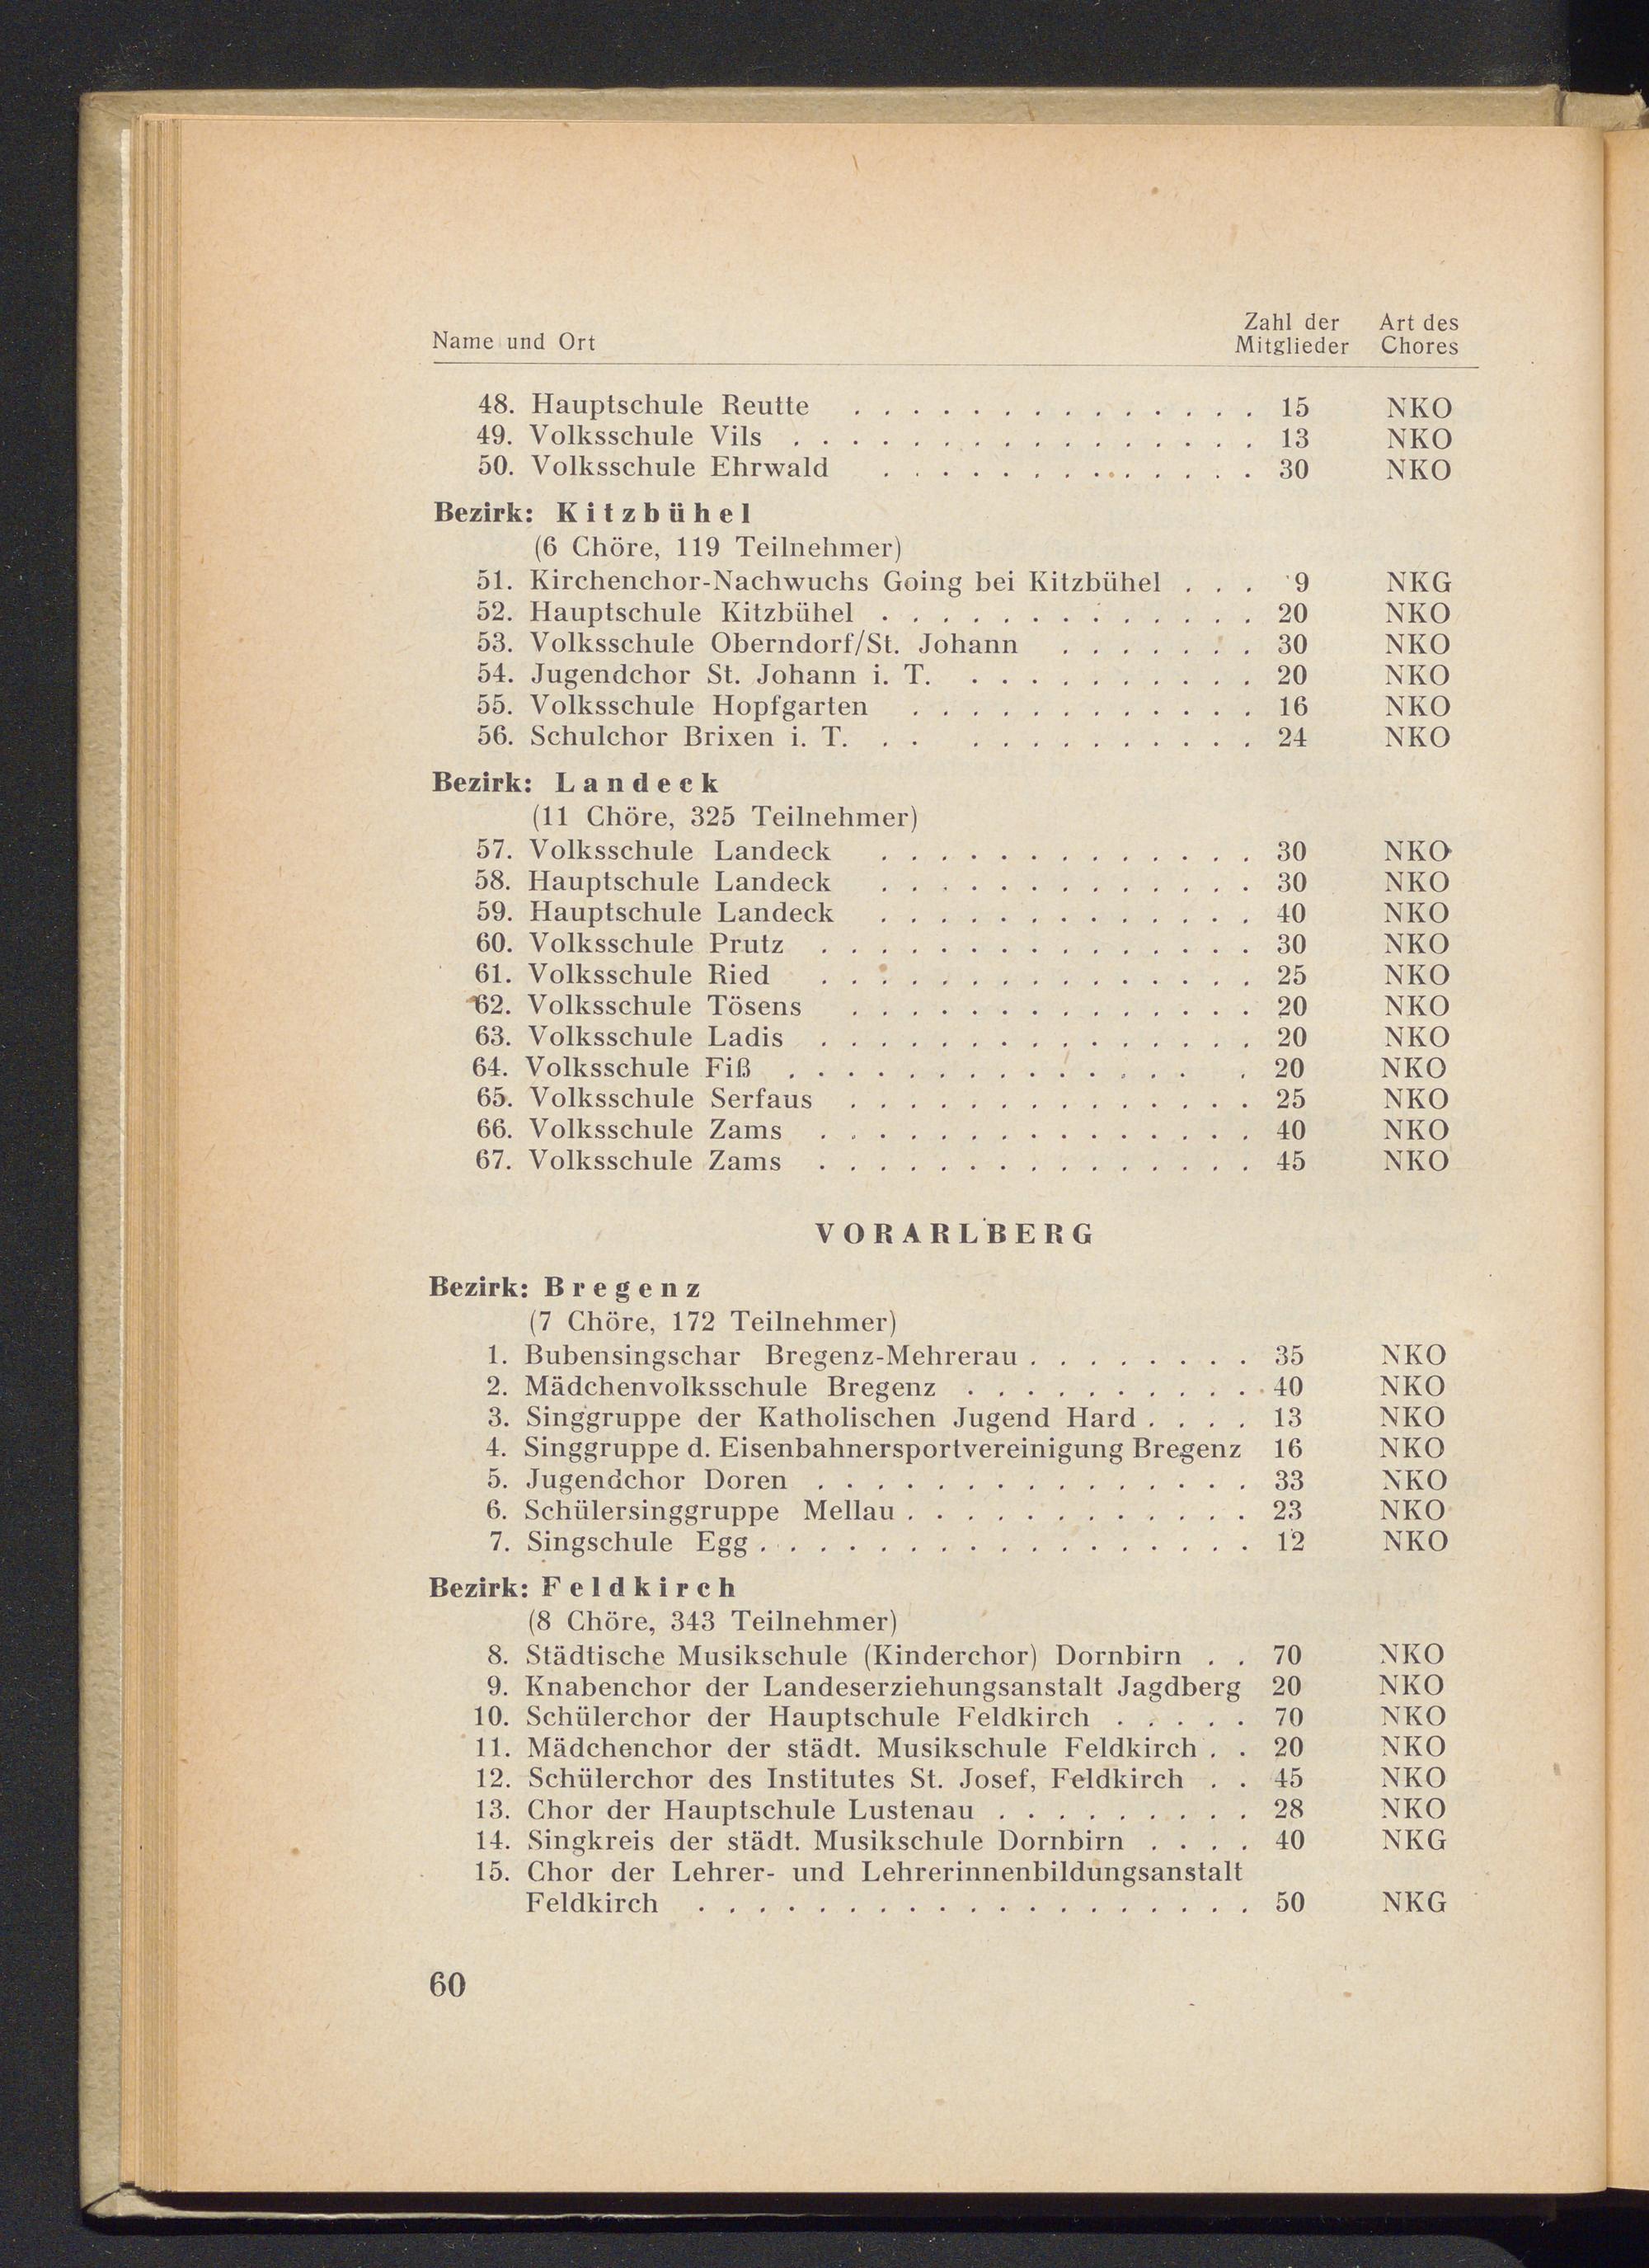 Name und Ort Zahl der Mitglieder Art des Chores
48. Hauptschule Reutte . . . . . . . . . . . . . . 15 NKO
49. Volksschule Vils . . . . . . . . . . . . . . . . 13 NKO
50. Volksschule Ehrwald . . . . . . . . . . . . . 30 NKO
Bezirk: Kitzbühel
(6 Chöre, 119 Teilnehmer)
51. Kirchenchor-Nachwuchs Going bei Kitzbühel . . . 9 NKG
52. Hauptschule Kitzbühel . . . . . . . . . . . . . 20 NKO
53. Volksschule Oberndorf/St. Johann . . . . . . . 30 NKO
54. Jugendchor St. Johann i. T. . . . . . . . . . . 20 NKO
55. Volksschule Hopfgarten . . . . . . . . . . . . 16 NKO
56. Schulchor Brixen i. T. . . . . . . . . . . . . 24 NKO
Bezirk: Landeck
(11 Chöre, 325 Teilnehmer)
57. Volksschule Landeck . . . . . . . . . . . . . 30 NKO
58. Hauptschule Landeck . . . . . . . . . . . . . 30 NKO
59. Hauptschule Landeck . . . . . . . . . . . . . 40 NKO
60. Volksschule Prutz . . . . . . . . . . . . . . . 30 NKO
61. Volksschule Ried . . . . . . . . . . . . . . . 25 NKO
62. Volksschule Tösens . . . . . . . . . . . . . . 20 NKO
63. Volksschule Ladis . . . . . . . . . . . . . . . 20 NKO
64. Volksschule Fiß . . . . . . . . . . . . . . . 20 NKO
65. Volksschule Serfaus . . . . . . . . . . . . . . 25 NKO
66. Volksschule Zams . . . . . . . . . . . . . . . 40 NKO
67. Volksschule Zams . . . . . . . . . . . . . . . 45 NKO
VORARLBERG
Bezirk: Bregenz
(7 Chöre, 172 Teilnehmer)
1. Bubensingschar Bregenz-Mehrerau . . . . . . . . 35 NKO
2. Mädchenvolksschule Bregenz . . . . . . . . . . 40 NKO
3. Singgruppe der Katholischen Jugend Hard . . . . 13 NKO
4. Singgruppe d. Eisenbahnersportvereinigung Bregenz 16 NKO
5. Jugendchor Doren . . . . . . . . . . . . . . . 33 NKO
6. Schülersinggruppe Mellau . . . . . . . . . . . . 23 NKO
7. Singschule Egg . . . . . . . . . . . . . . . . . 12 NKO
Bezirk: Feldkirch
(8 Chöre, 343 Teilnehmer)
8. Städtische Musikschule (Kinderchor) Dornbirn . . 70 NKO
9. Knabenchor der Landeserziehungsanstalt Jagdberg 20 NKO
10. Schülerchor der Hauptschule Feldkirch . . . . . 70 NKO
11. Mädchenchor der städt. Musikschule Feldkirch . . 20 NKO
12. Schülerchor des Institutes St. Josef, Feldkirch . . 45 NKO
13. Chor der Hauptschule Lustenau . . . . . . . . . 28 NKO
14. Singkreis der städt. Musikschule Dornbirn . . . . 40 NKG
15. Chor der Lehrer- und Lehrerinnenbildungsanstalt
Feldkirch . . . . . . . . . . . . . . . . . . . 50 NKG
60